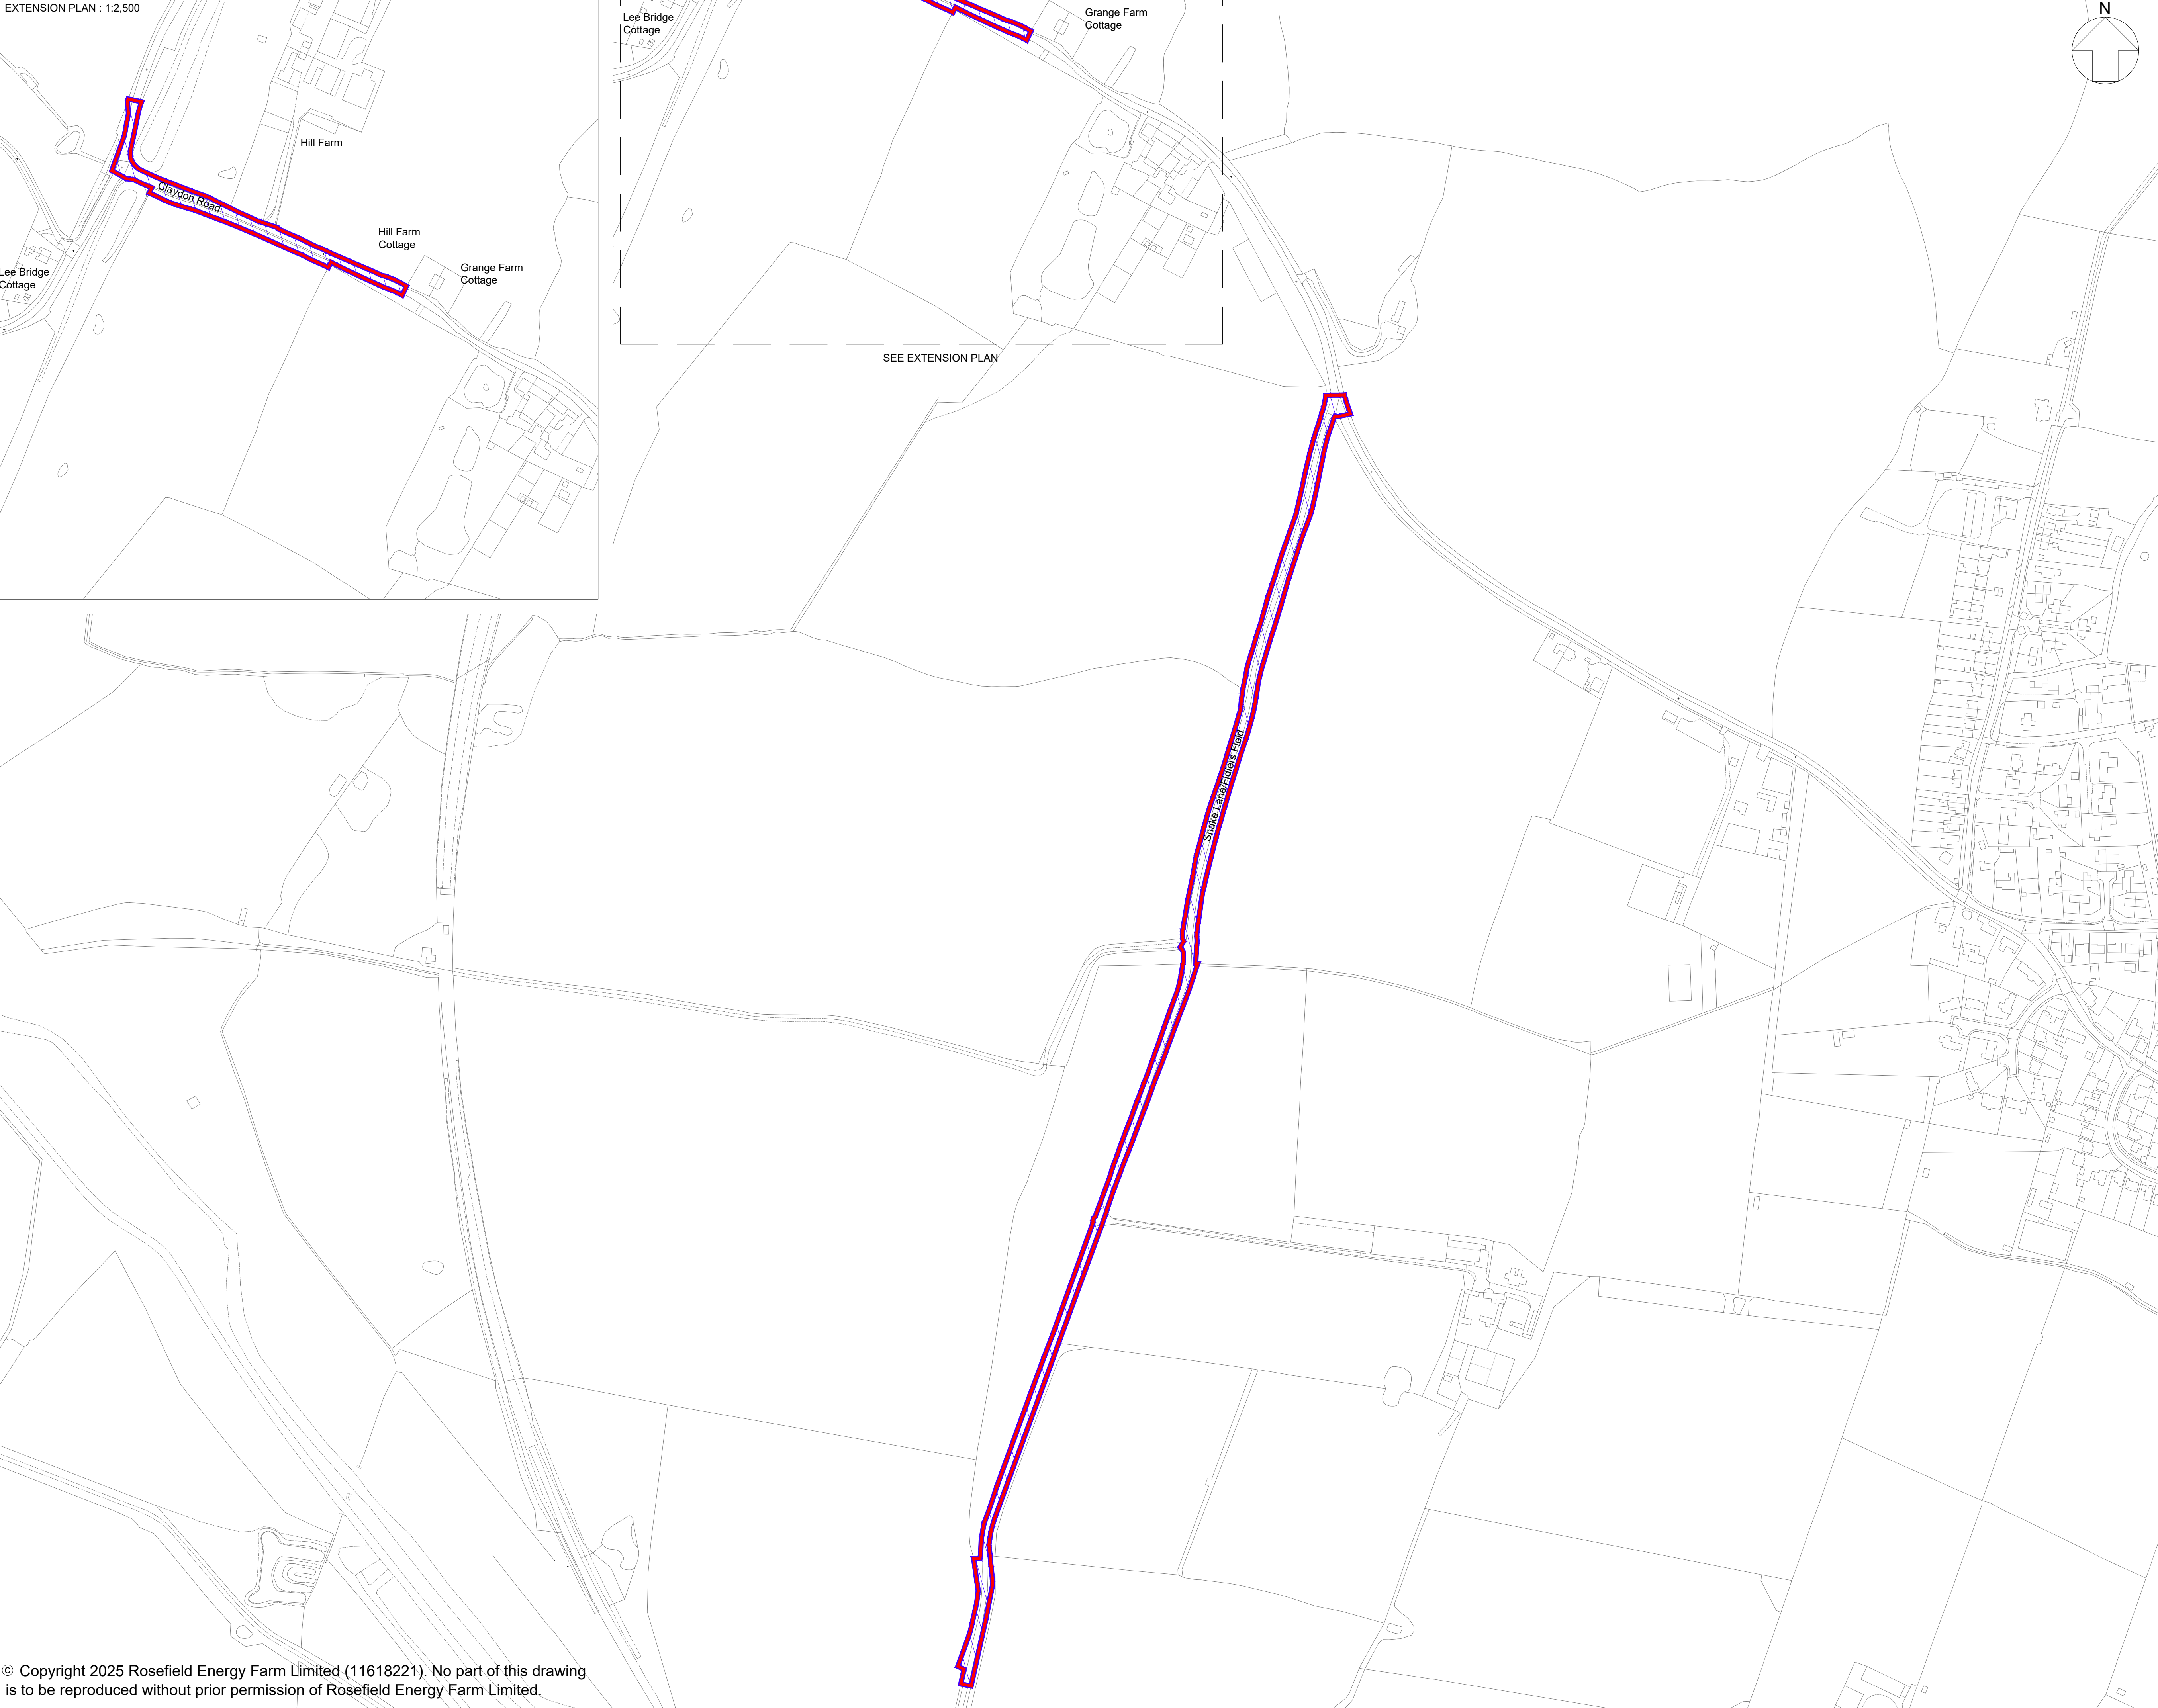 EXTENSION PLAN : 1:2,500
Hill Farm
Claydon Road
Hill Farm
Cottage
Grange Farm
Cottage
Lee Bridge
Cottage
Lee Bridge
Cottage
Grange Farm
Cottage
N
SEE EXTENSION PLAN
Snake Lane/Fidlers Field
© Copyright 2025 Rosefield Energy Farm Limited (11618221). No part of this drawing
is to be reproduced without prior permission of Rosefield Energy Farm Limited.